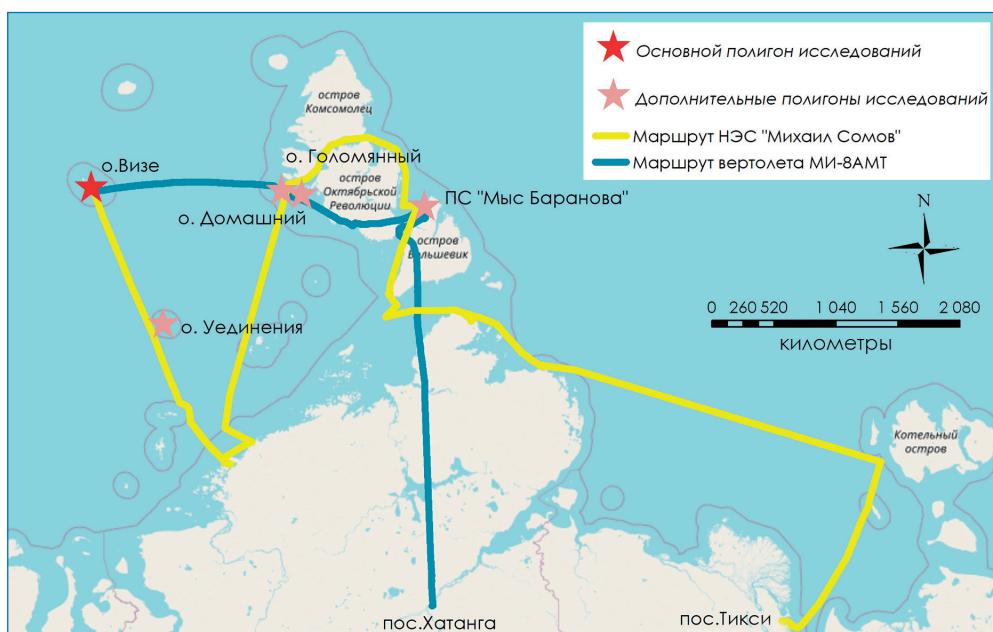 Основной полигон исследований
Дополнительные полигоны исследований
Маршрут НЭС "Михаил Сомов"
Маршрут вертолета МИ-8АМТ
остров
Комсомолец
о. Голомянный
о.Визе
остров
Октябрьской
Революции
ПС "Мыс Баранова"
о. Домашний
остров
Большевик
N
о. Уединения
0 260 520 1 040 1 560 2 080
километры
Котельный
остров
пос.Хатанга
пос.Тикси